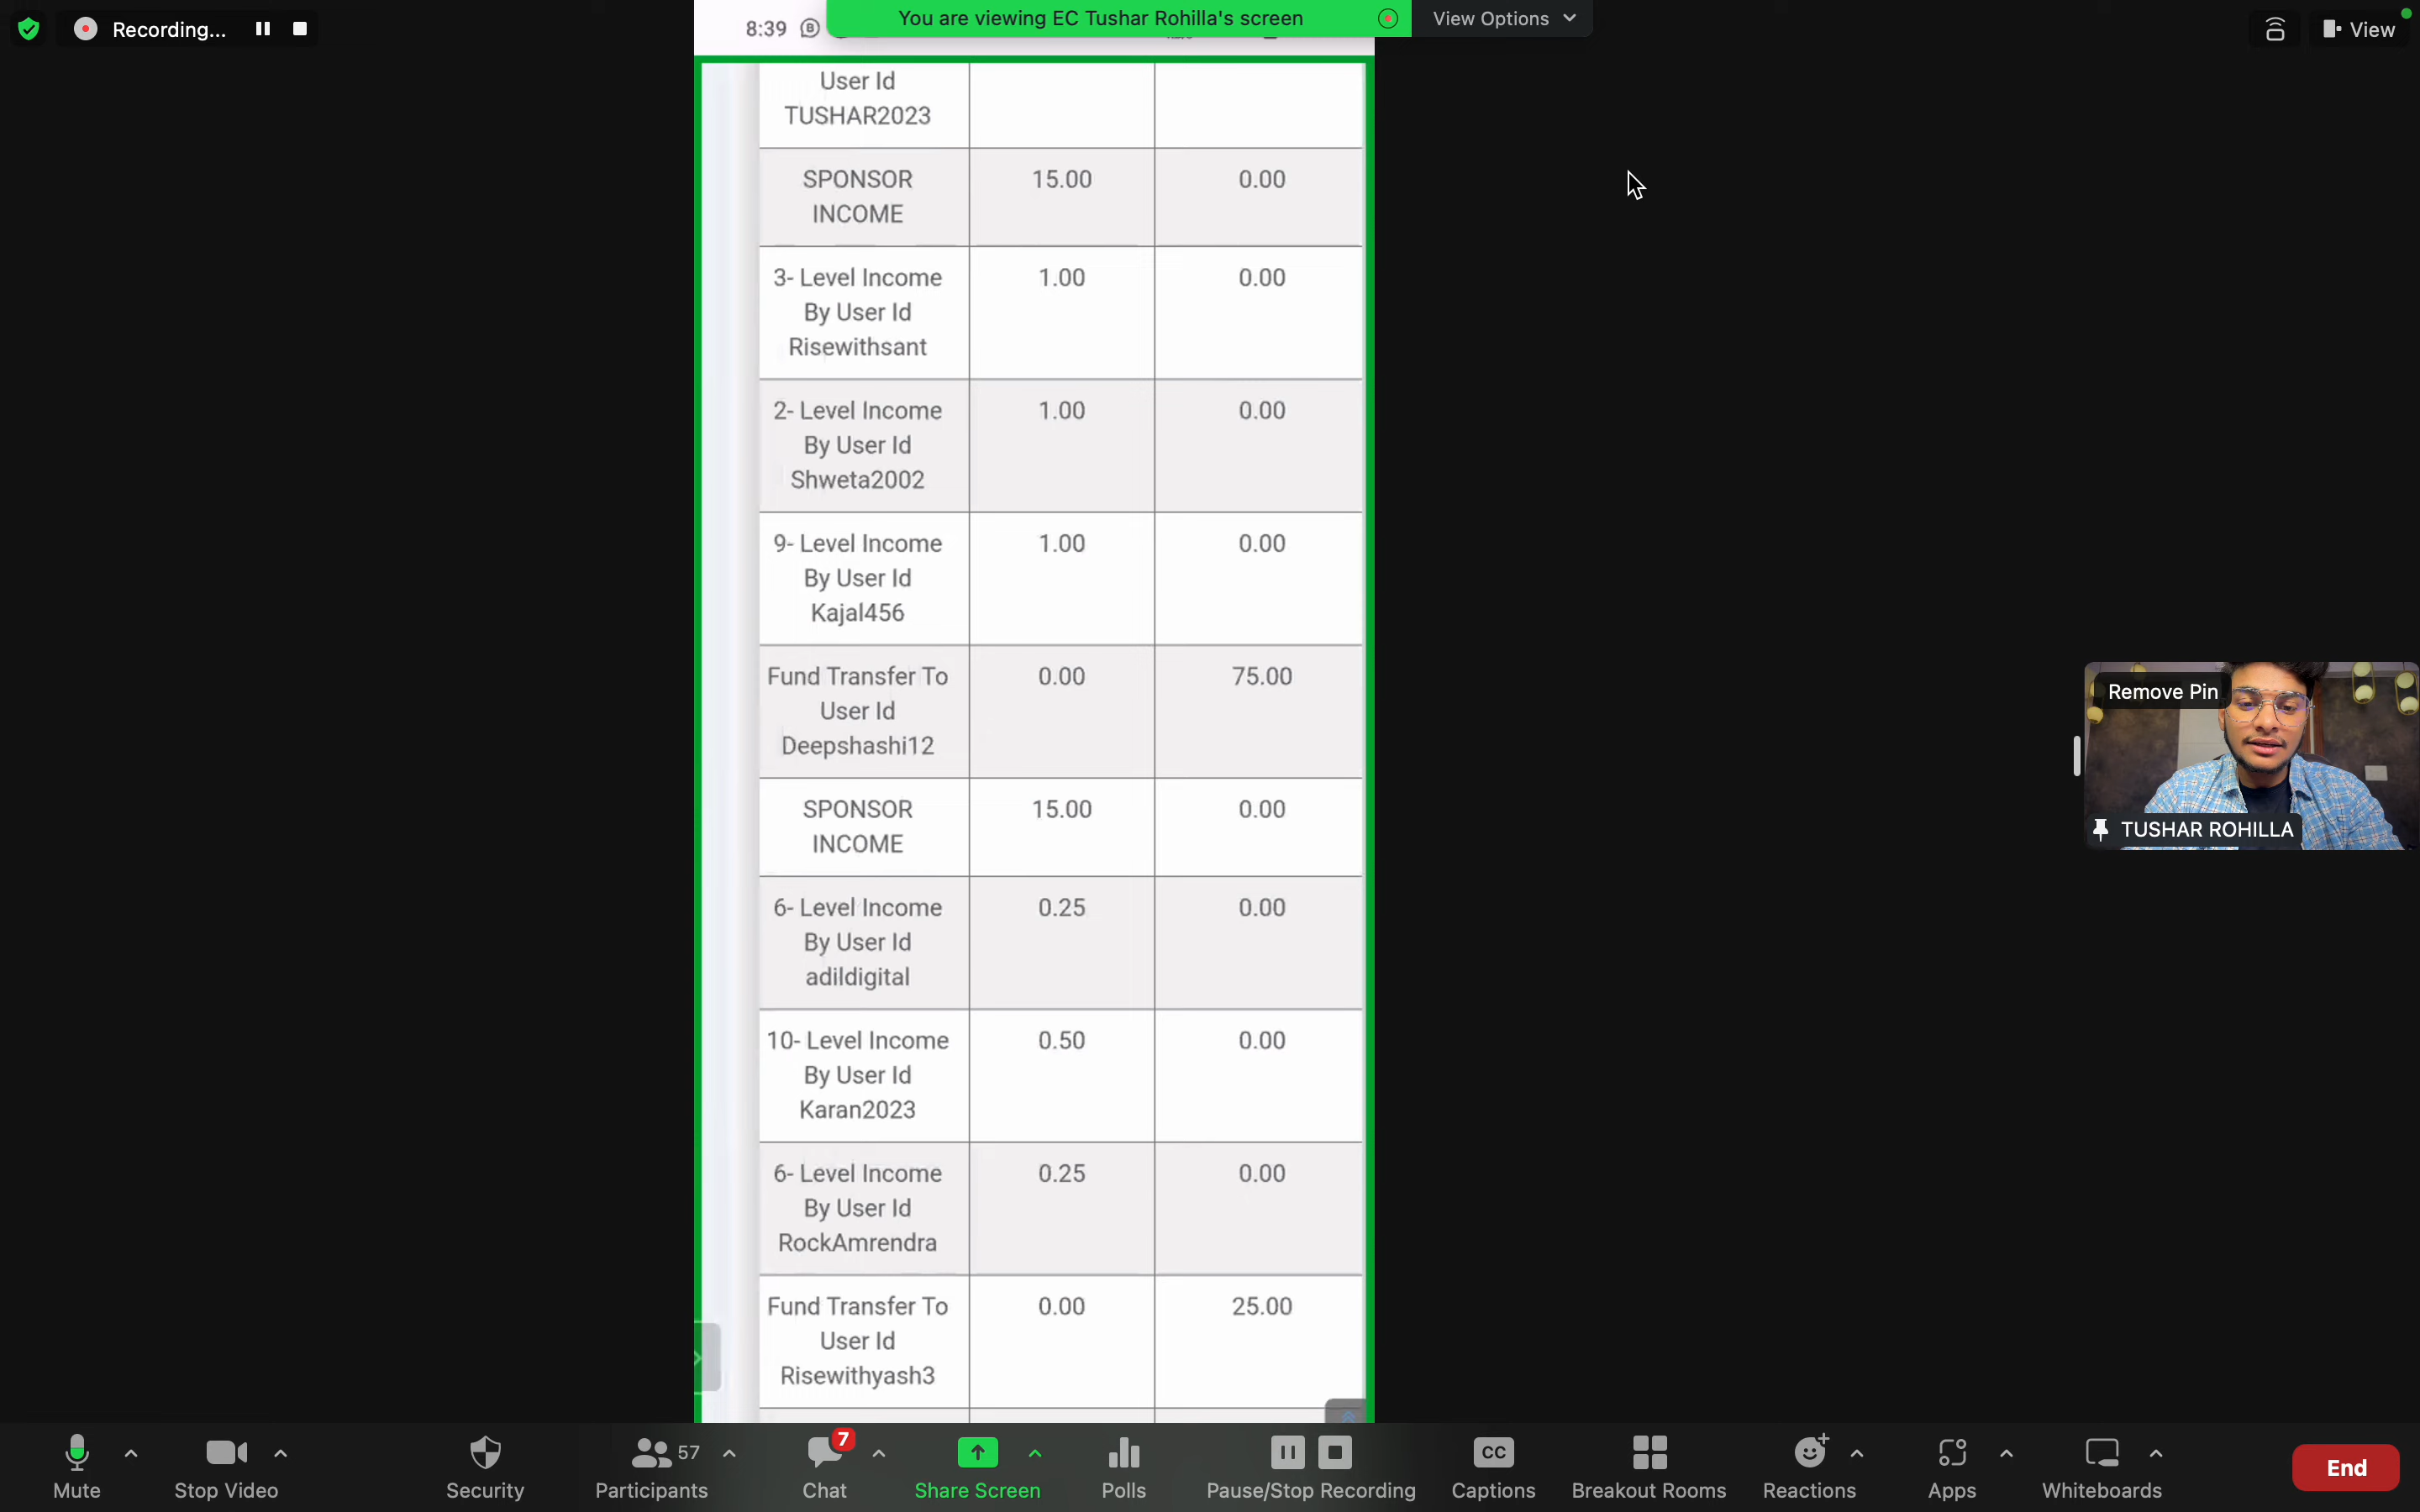 Recording...
8:39
You are viewing EC Tushar Rohilla's screen
View Options
View
User Id
TUSHAR2023
SPONSOR
INCOME
15.00
0.00
3- Level Income
By User Id
Risewithsant
1.00
0.00
2- Level Income
By User Id
Shweta2002
1.00
0.00
9- Level Income
By User Id
Kajal456
1.00
0.00
Fund Transfer To
User Id
Deepshashi12
0.00
75.00
SPONSOR
INCOME
15.00
0.00
6- Level Income
By User Id
adildigital
0.25
0.00
10- Level Income
By User Id
Karan2023
0.50
0.00
6- Level Income
By User Id
RockAmrendra
0.25
0.00
Fund Transfer To
User Id
Risewithyash3
0.00
25.00
Remove Pin
TUSHAR ROHILLA
Mute
Stop Video
Security
57
Participants
7
Chat
Share Screen
Polls
Pause/Stop Recording
CC
Captions
Breakout Rooms
Reactions
Apps
Whiteboards
End